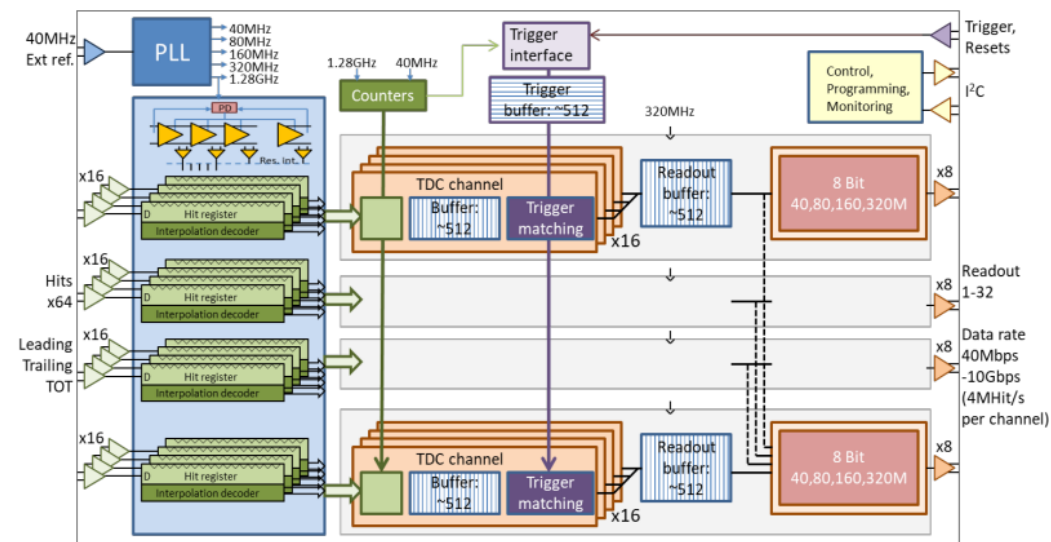 40MHz
Ext ref.
PLL
40MHz
80MHz
160MHz
320MHz
1.28GHz
1.28GHz
40MHz
Counters
Trigger
interface
Trigger
buffer: ~512
Trigger,
Resets
Control,
Programming,
Monitoring
I²C
PD
Res. int.
320MHz
x16
D
Hit register
Interpolation decoder
TDC channel
Buffer:
~512
Trigger
matching
x16
Readout
buffer:
~512
8 Bit
40,80,160,320M
x8
x16
Hits
x64
D
Hit register
Interpolation decoder
x8
Readout
1-32
x16
Leading
Trailing
TOT
D
Hit register
Interpolation decoder
x8
Data rate
40Mbps
-10Gbps
(4MHit/s
per channel)
x16
D
Hit register
Interpolation decoder
TDC channel
Buffer:
~512
Trigger
matching
x16
Readout
buffer:
~512
8 Bit
40,80,160,320M
x8